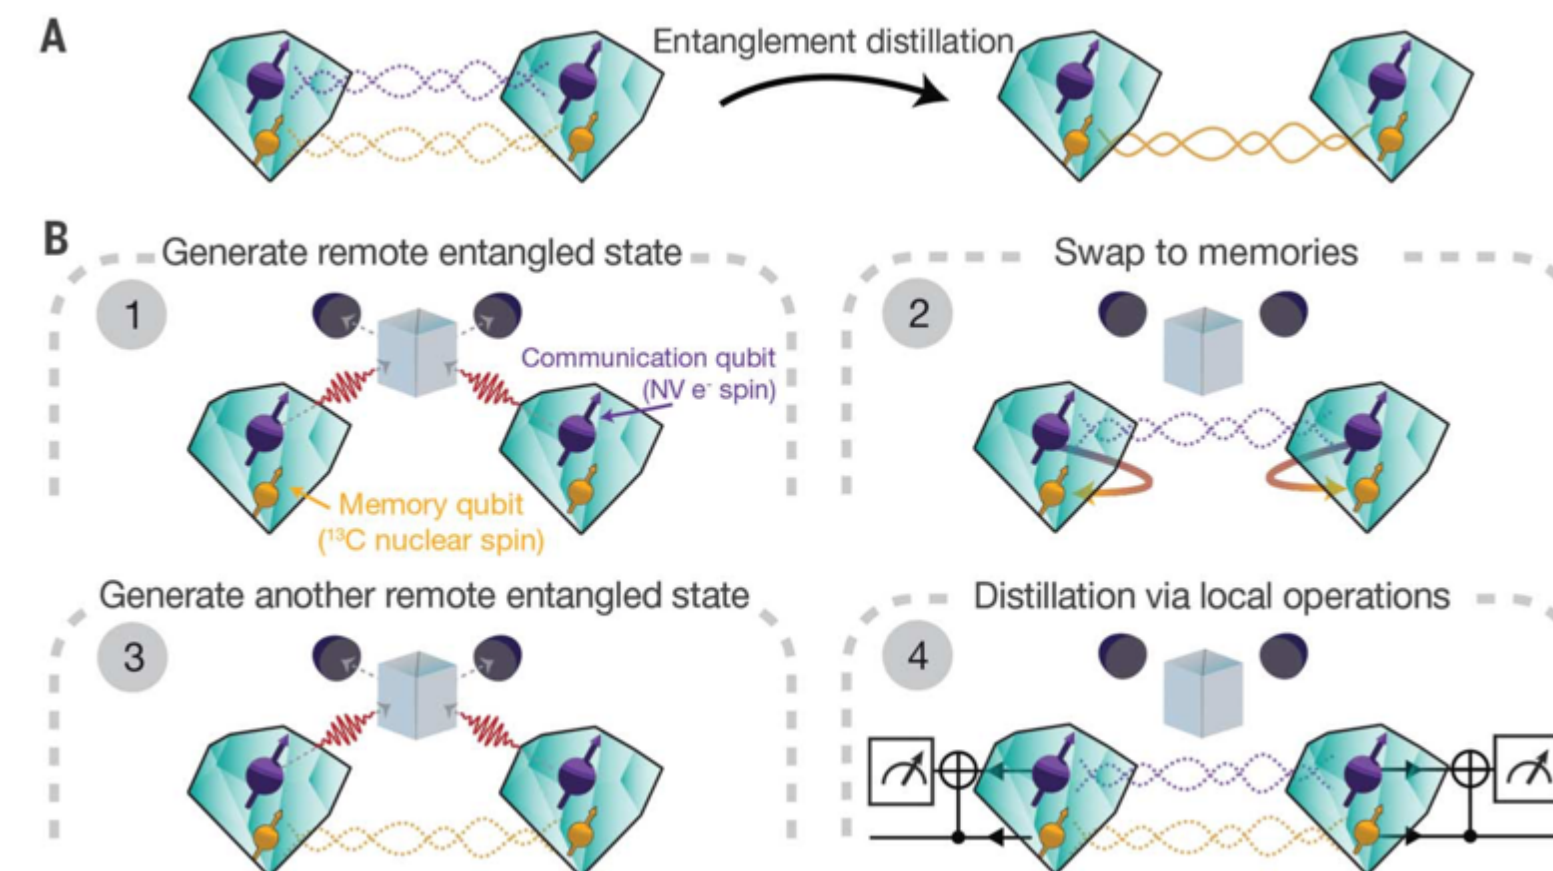 A
Entanglement distillation
B
Generate remote entangled state
1
Communication qubit
(NV e⁻ spin)
Memory qubit
(¹³C nuclear spin)
Swap to memories
2
Generate another remote entangled state
3
Distillation via local operations
4